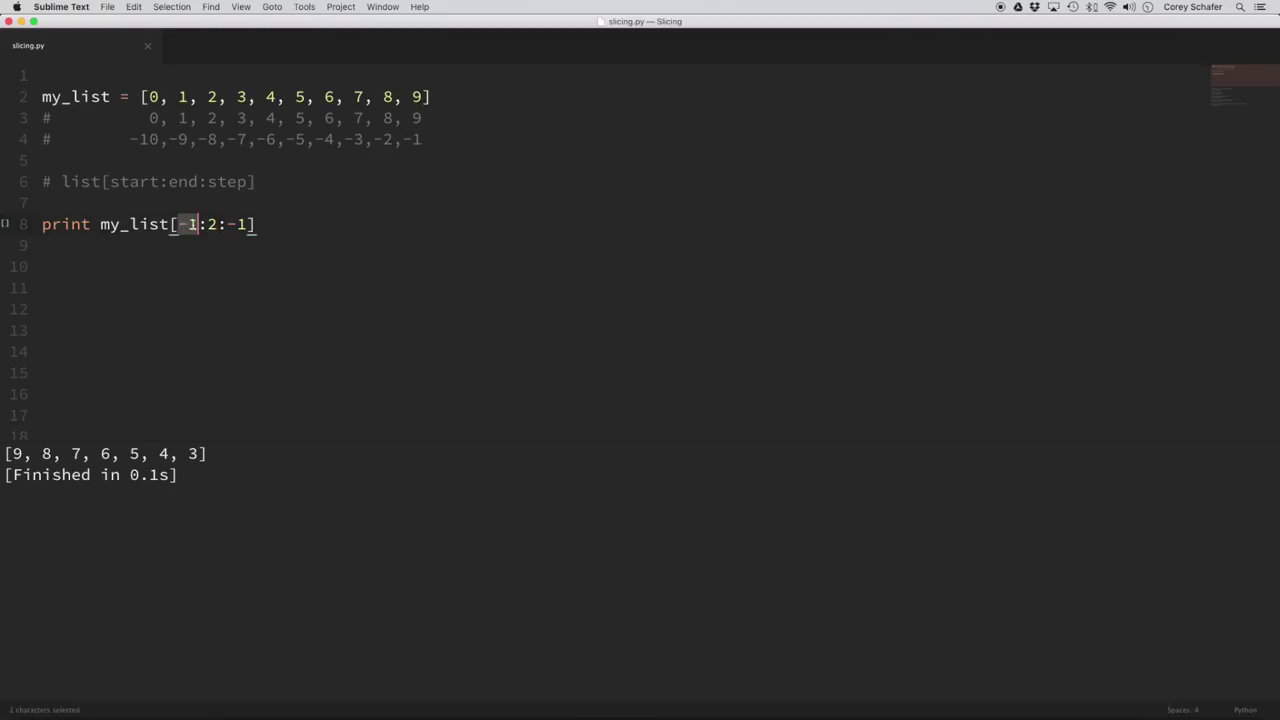 Sublime Text File Edit Selection Find View Goto Tools Project Window Help Corey Schafer
slicing.py — Slicing
slicing.py
1
2 my_list = [0, 1, 2, 3, 4, 5, 6, 7, 8, 9]
3 # 0, 1, 2, 3, 4, 5, 6, 7, 8, 9
4 # -10,-9,-8,-7,-6,-5,-4,-3,-2,-1
5
6 # list[start:end:step]
7
8 print my_list[-1:2:-1]
9
10
11
12
13
14
15
16
17
18
[9, 8, 7, 6, 5, 4, 3]
[Finished in 0.1s]
2 characters selected Spaces: 4 Python